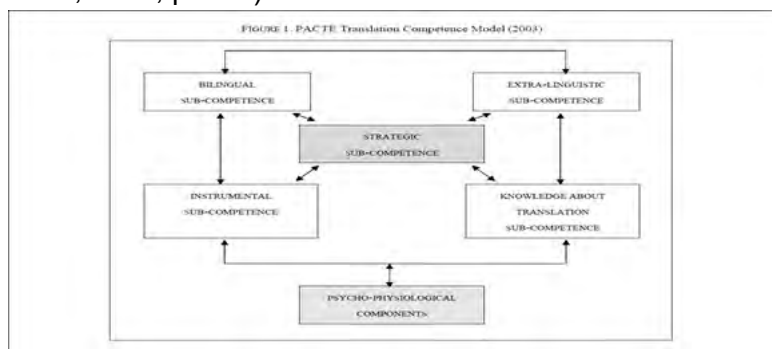 FIGURE 1. PACTE Translation Competence Model (2003)
BILINGUAL
SUB-COMPETENCE
EXTRA-LINGUISTIC
SUB-COMPETENCE
STRATEGIC
SUB-COMPETENCE
INSTRUMENTAL
SUB-COMPETENCE
KNOWLEDGE ABOUT
TRANSLATION
SUB-COMPETENCE
PSYCHO-PHYSIOLOGICAL
COMPONENTS